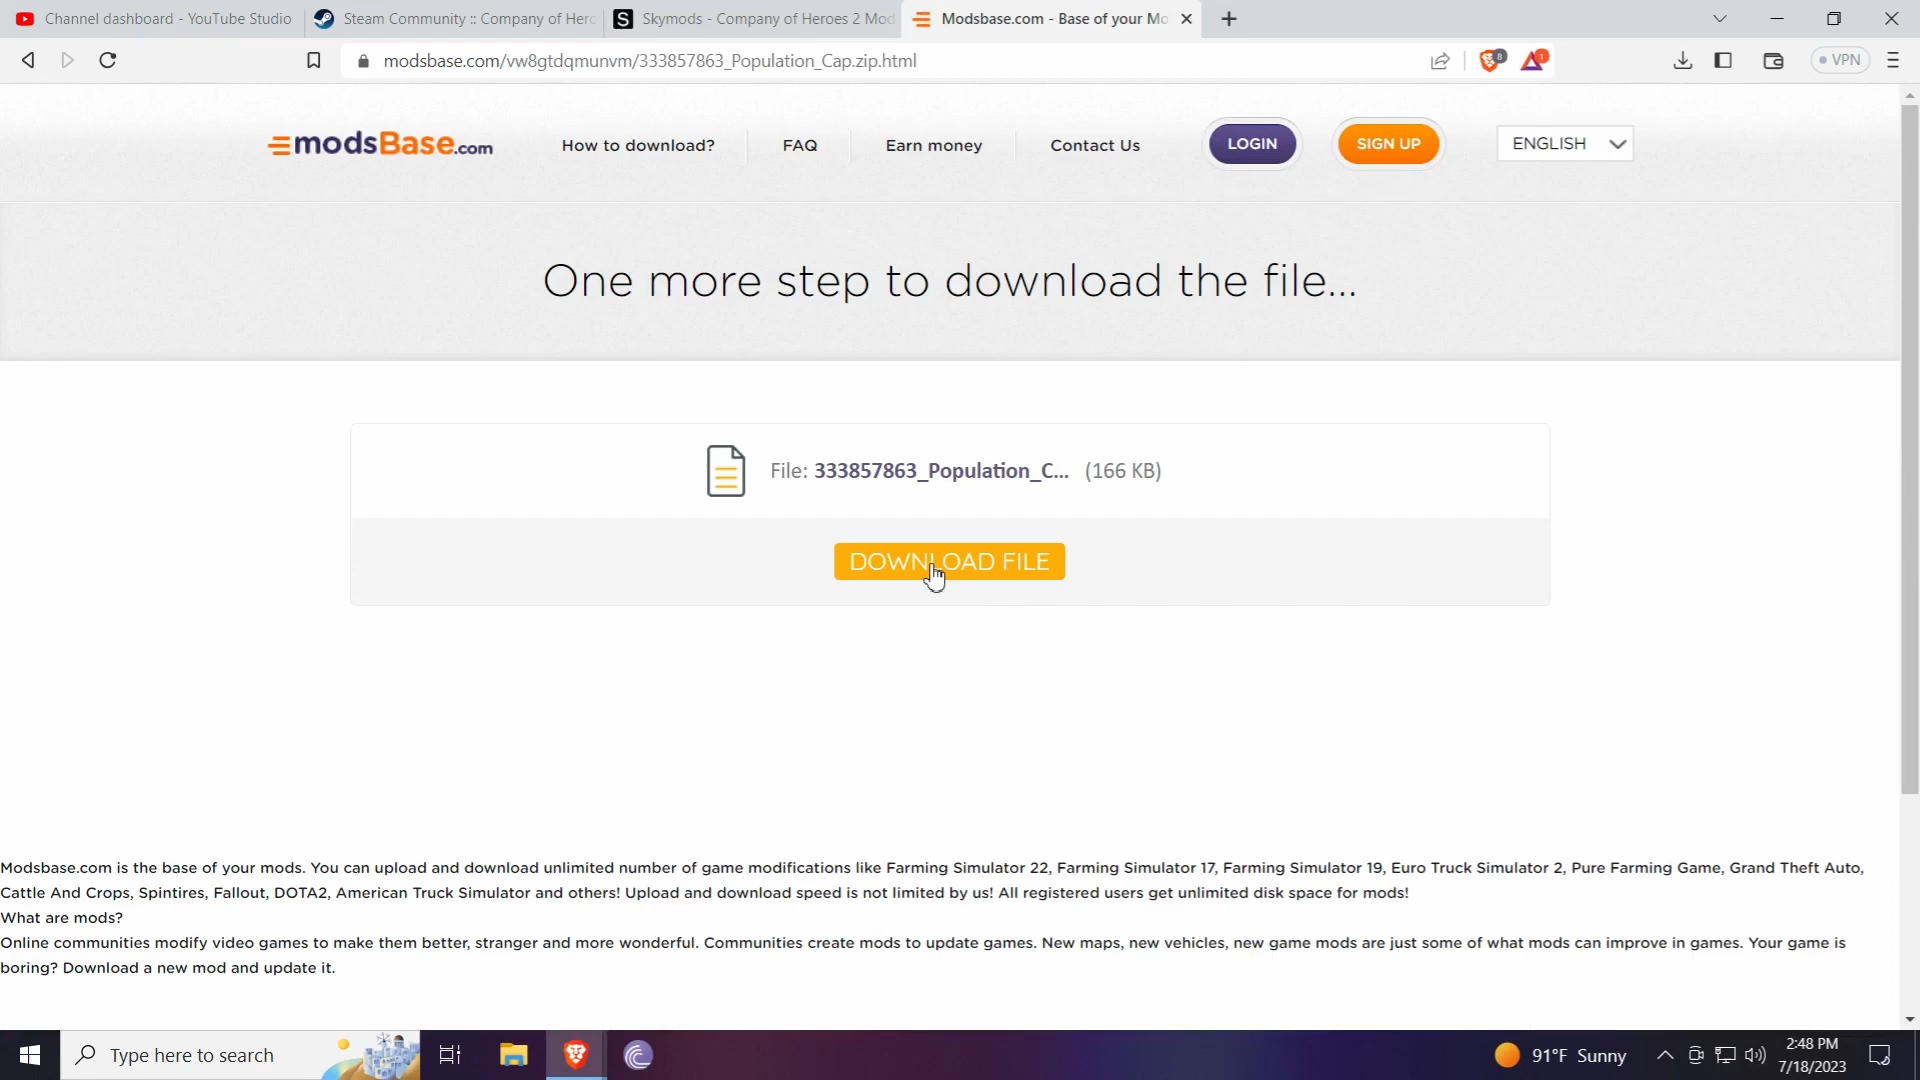 Channel dashboard - YouTube Studio
Steam Community :: Company of Herc
Skymods - Company of Heroes 2 Mod
Modsbase.com - Base of your Mo
modsbase.com/vw8gtdqmunvm/333857863_Population_Cap.zip.html
8
1
VPN
modsBase.com
How to download?
FAQ
Earn money
Contact Us
LOGIN
SIGN UP
ENGLISH
One more step to download the file...
File: 333857863_Population_C... (166 KB)
DOWNLOAD FILE
Modsbase.com is the base of your mods. You can upload and download unlimited number of game modifications like Farming Simulator 22, Farming Simulator 17, Farming Simulator 19, Euro Truck Simulator 2, Pure Farming Game, Grand Theft Auto,
Cattle And Crops, Spintires, Fallout, DOTA2, American Truck Simulator and others! Upload and download speed is not limited by us! All registered users get unlimited disk space for mods!
What are mods?
Online communities modify video games to make them better, stranger and more wonderful. Communities create mods to update games. New maps, new vehicles, new game mods are just some of what mods can improve in games. Your game is
boring? Download a new mod and update it.
Type here to search
91°F Sunny
2:48 PM
7/18/2023